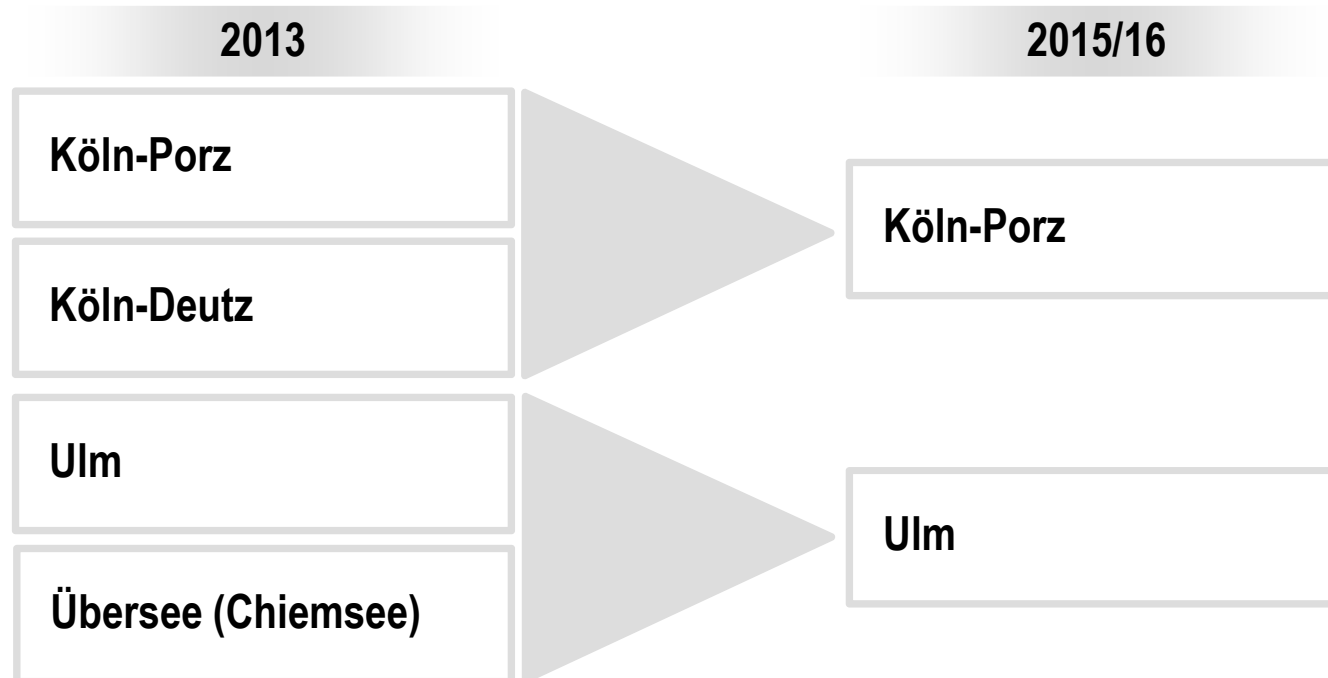 2013
2015/16
Köln-Porz
Köln-Deutz
Köln-Porz
Ulm
Übersee (Chiemsee)
Ulm